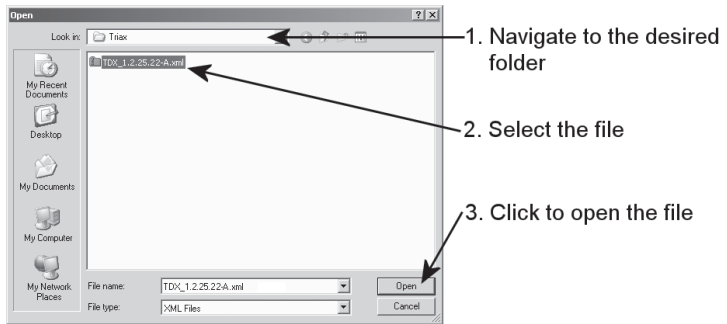 Open
Look in:
Triax
1. Navigate to the desired
folder
TDX_1.2.25.22-A.xml
My Recent
Documents
Desktop
2. Select the file
My Documents
My Computer
3. Click to open the file
My Network
Places
File name:
TDX_1.2.25.22-A.xml
Open
File type:
XML Files
Cancel